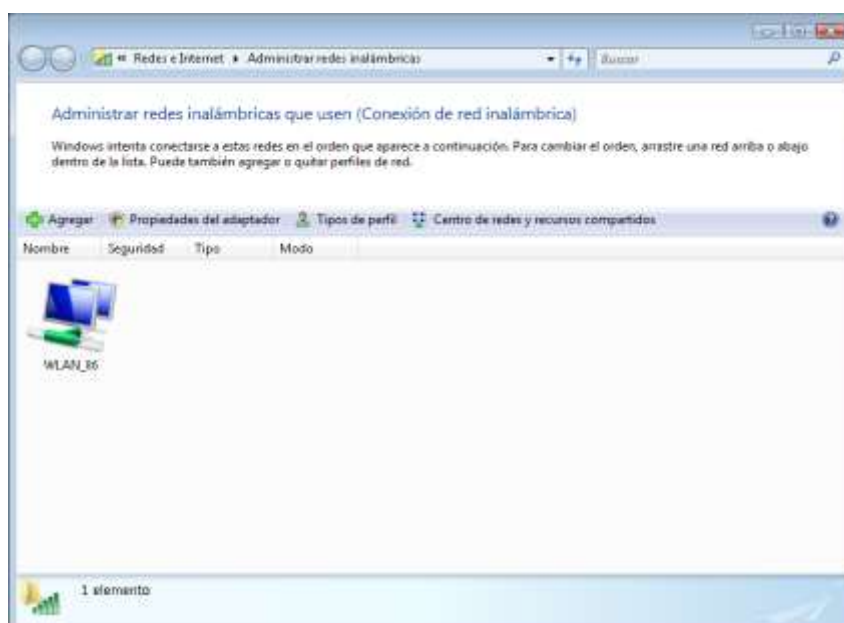 « Redes e Internet ▸ Administrar redes inalámbricas
Buscar
Administrar redes inalámbricas que usen (Conexión de red inalámbrica)
Windows intenta conectarse a estas redes en el orden que aparece a continuación. Para cambiar el orden, arrastre una red arriba o abajo
dentro de la lista. Puede también agregar o quitar perfiles de red.
Agregar Propiedades del adaptador Tipos de perfil Centro de redes y recursos compartidos
Nombre Seguridad Tipo Modo
WLAN_86
1 elemento